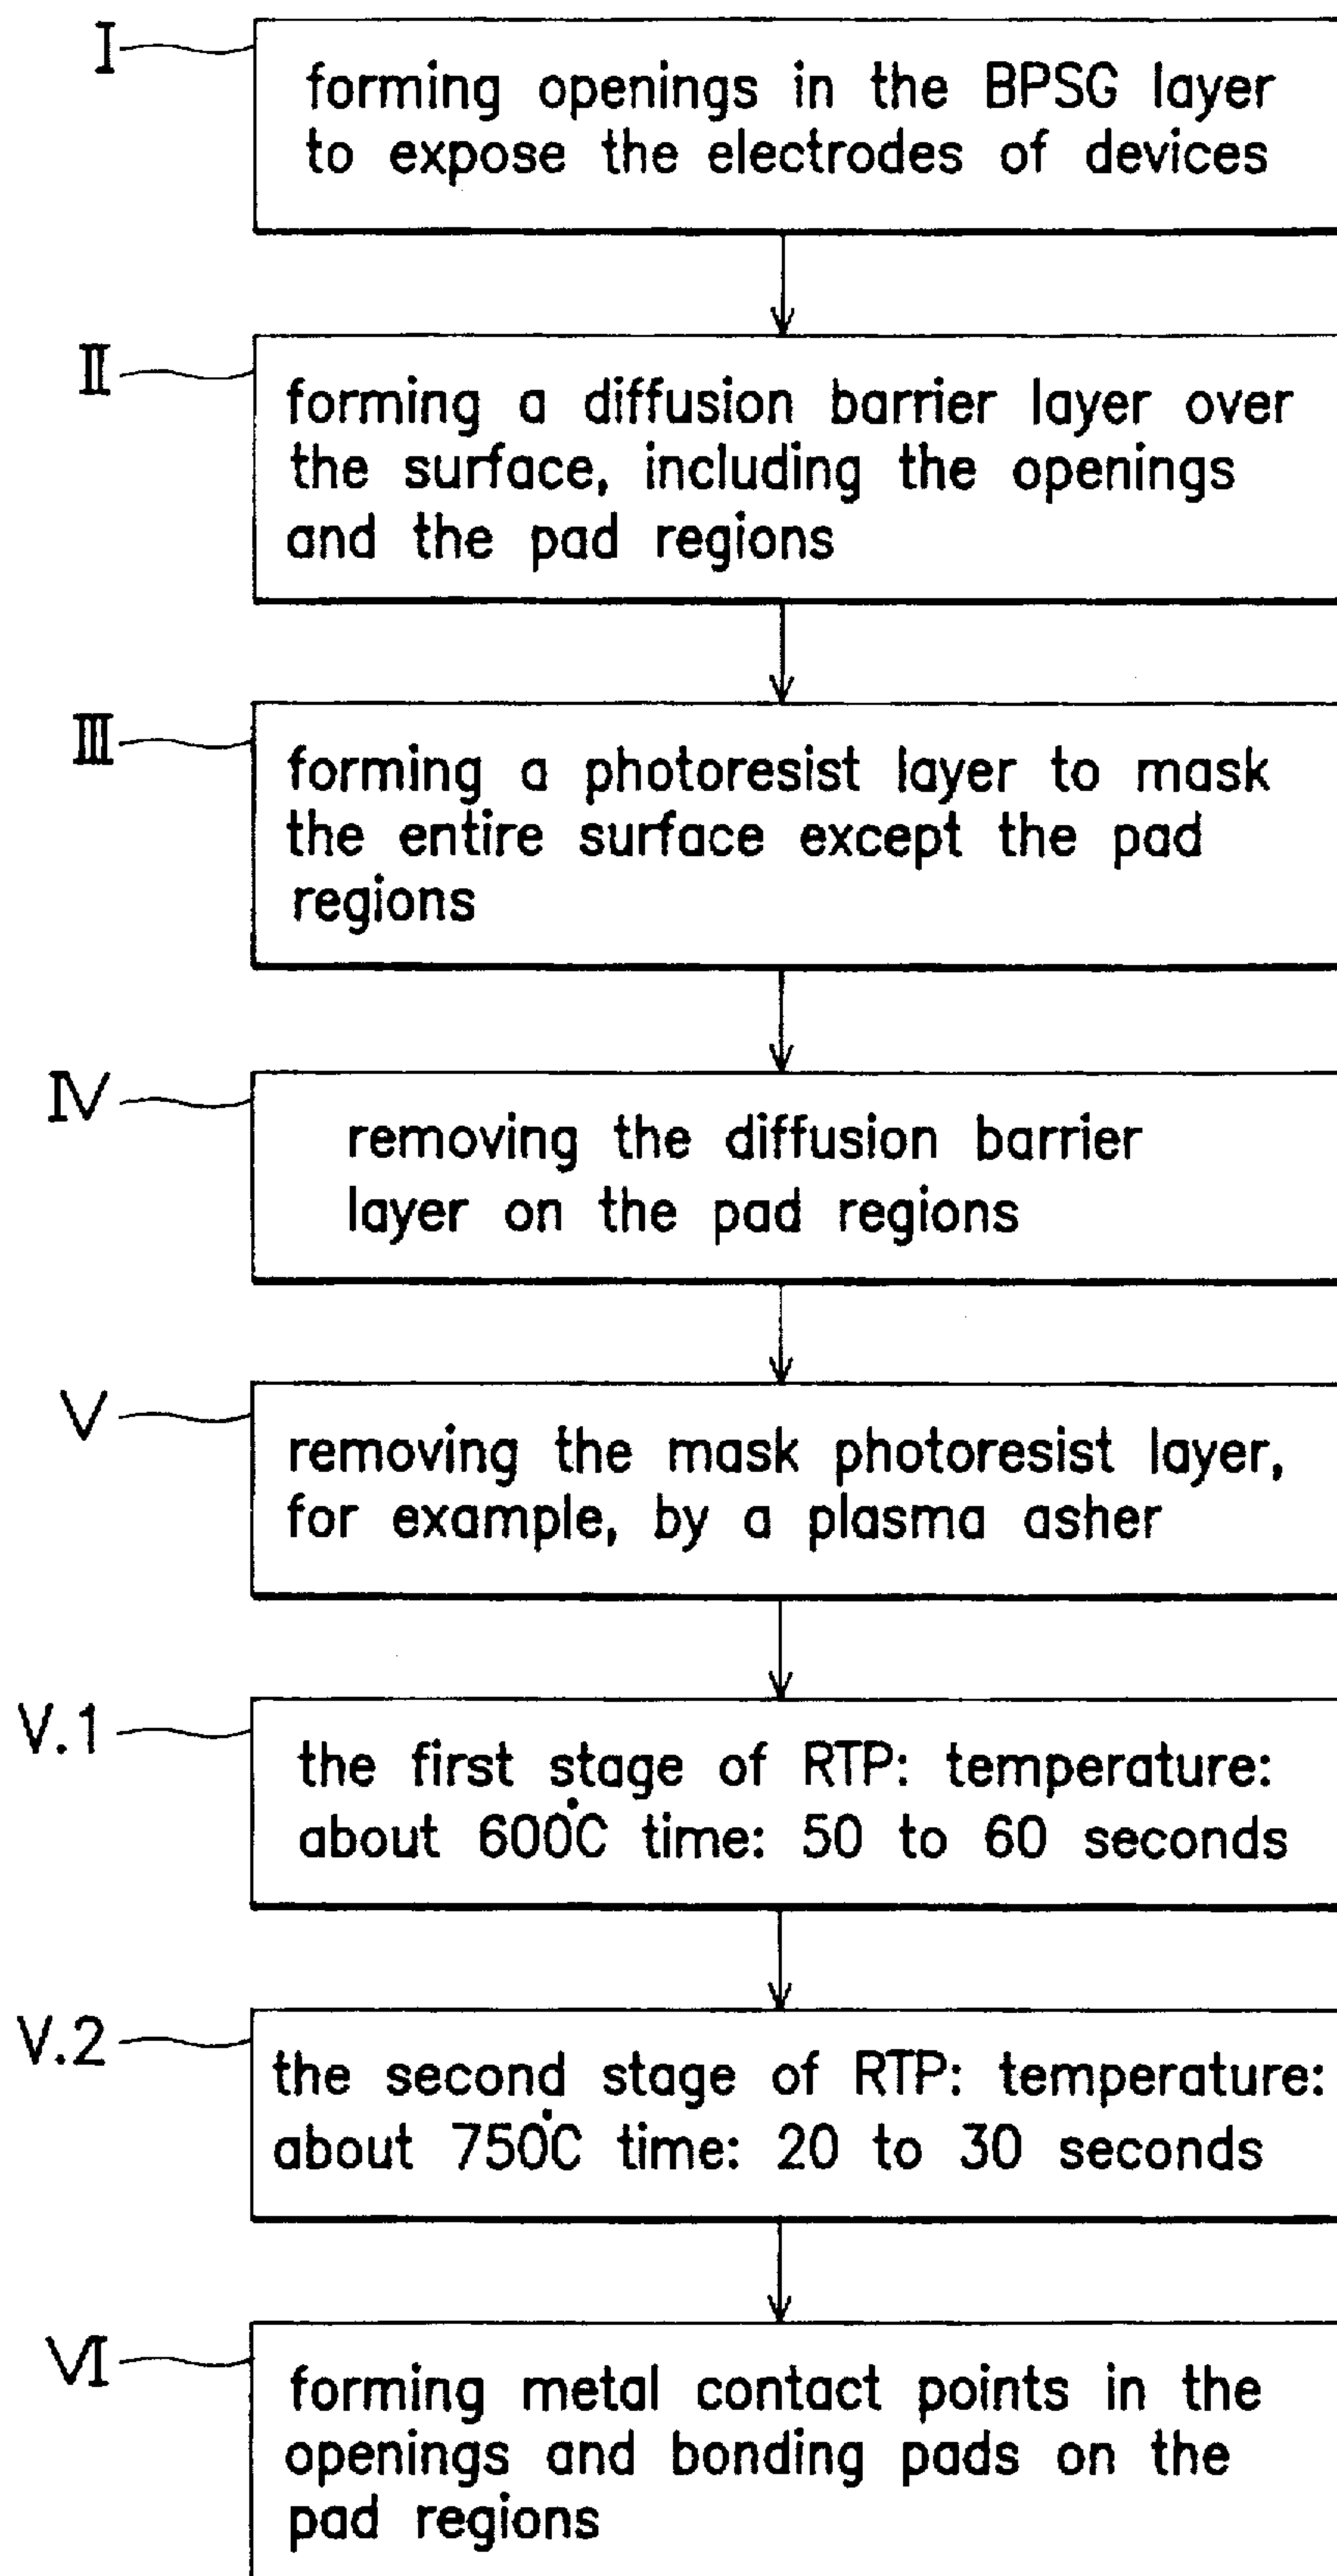 I
forming openings in the BPSG layer
to expose the electrodes of devices
II
forming a diffusion barrier layer over
the surface, including the openings
and the pad regions
III
forming a photoresist layer to mask
the entire surface except the pad
regions
IV
removing the diffusion barrier
layer on the pad regions
V
removing the mask photoresist layer,
for example, by a plasma asher
V.1
the first stage of RTP: temperature:
about 600°C time: 50 to 60 seconds
V.2
the second stage of RTP: temperature:
about 750°C time: 20 to 30 seconds
VI
forming metal contact points in the
openings and bonding pads on the
pad regions